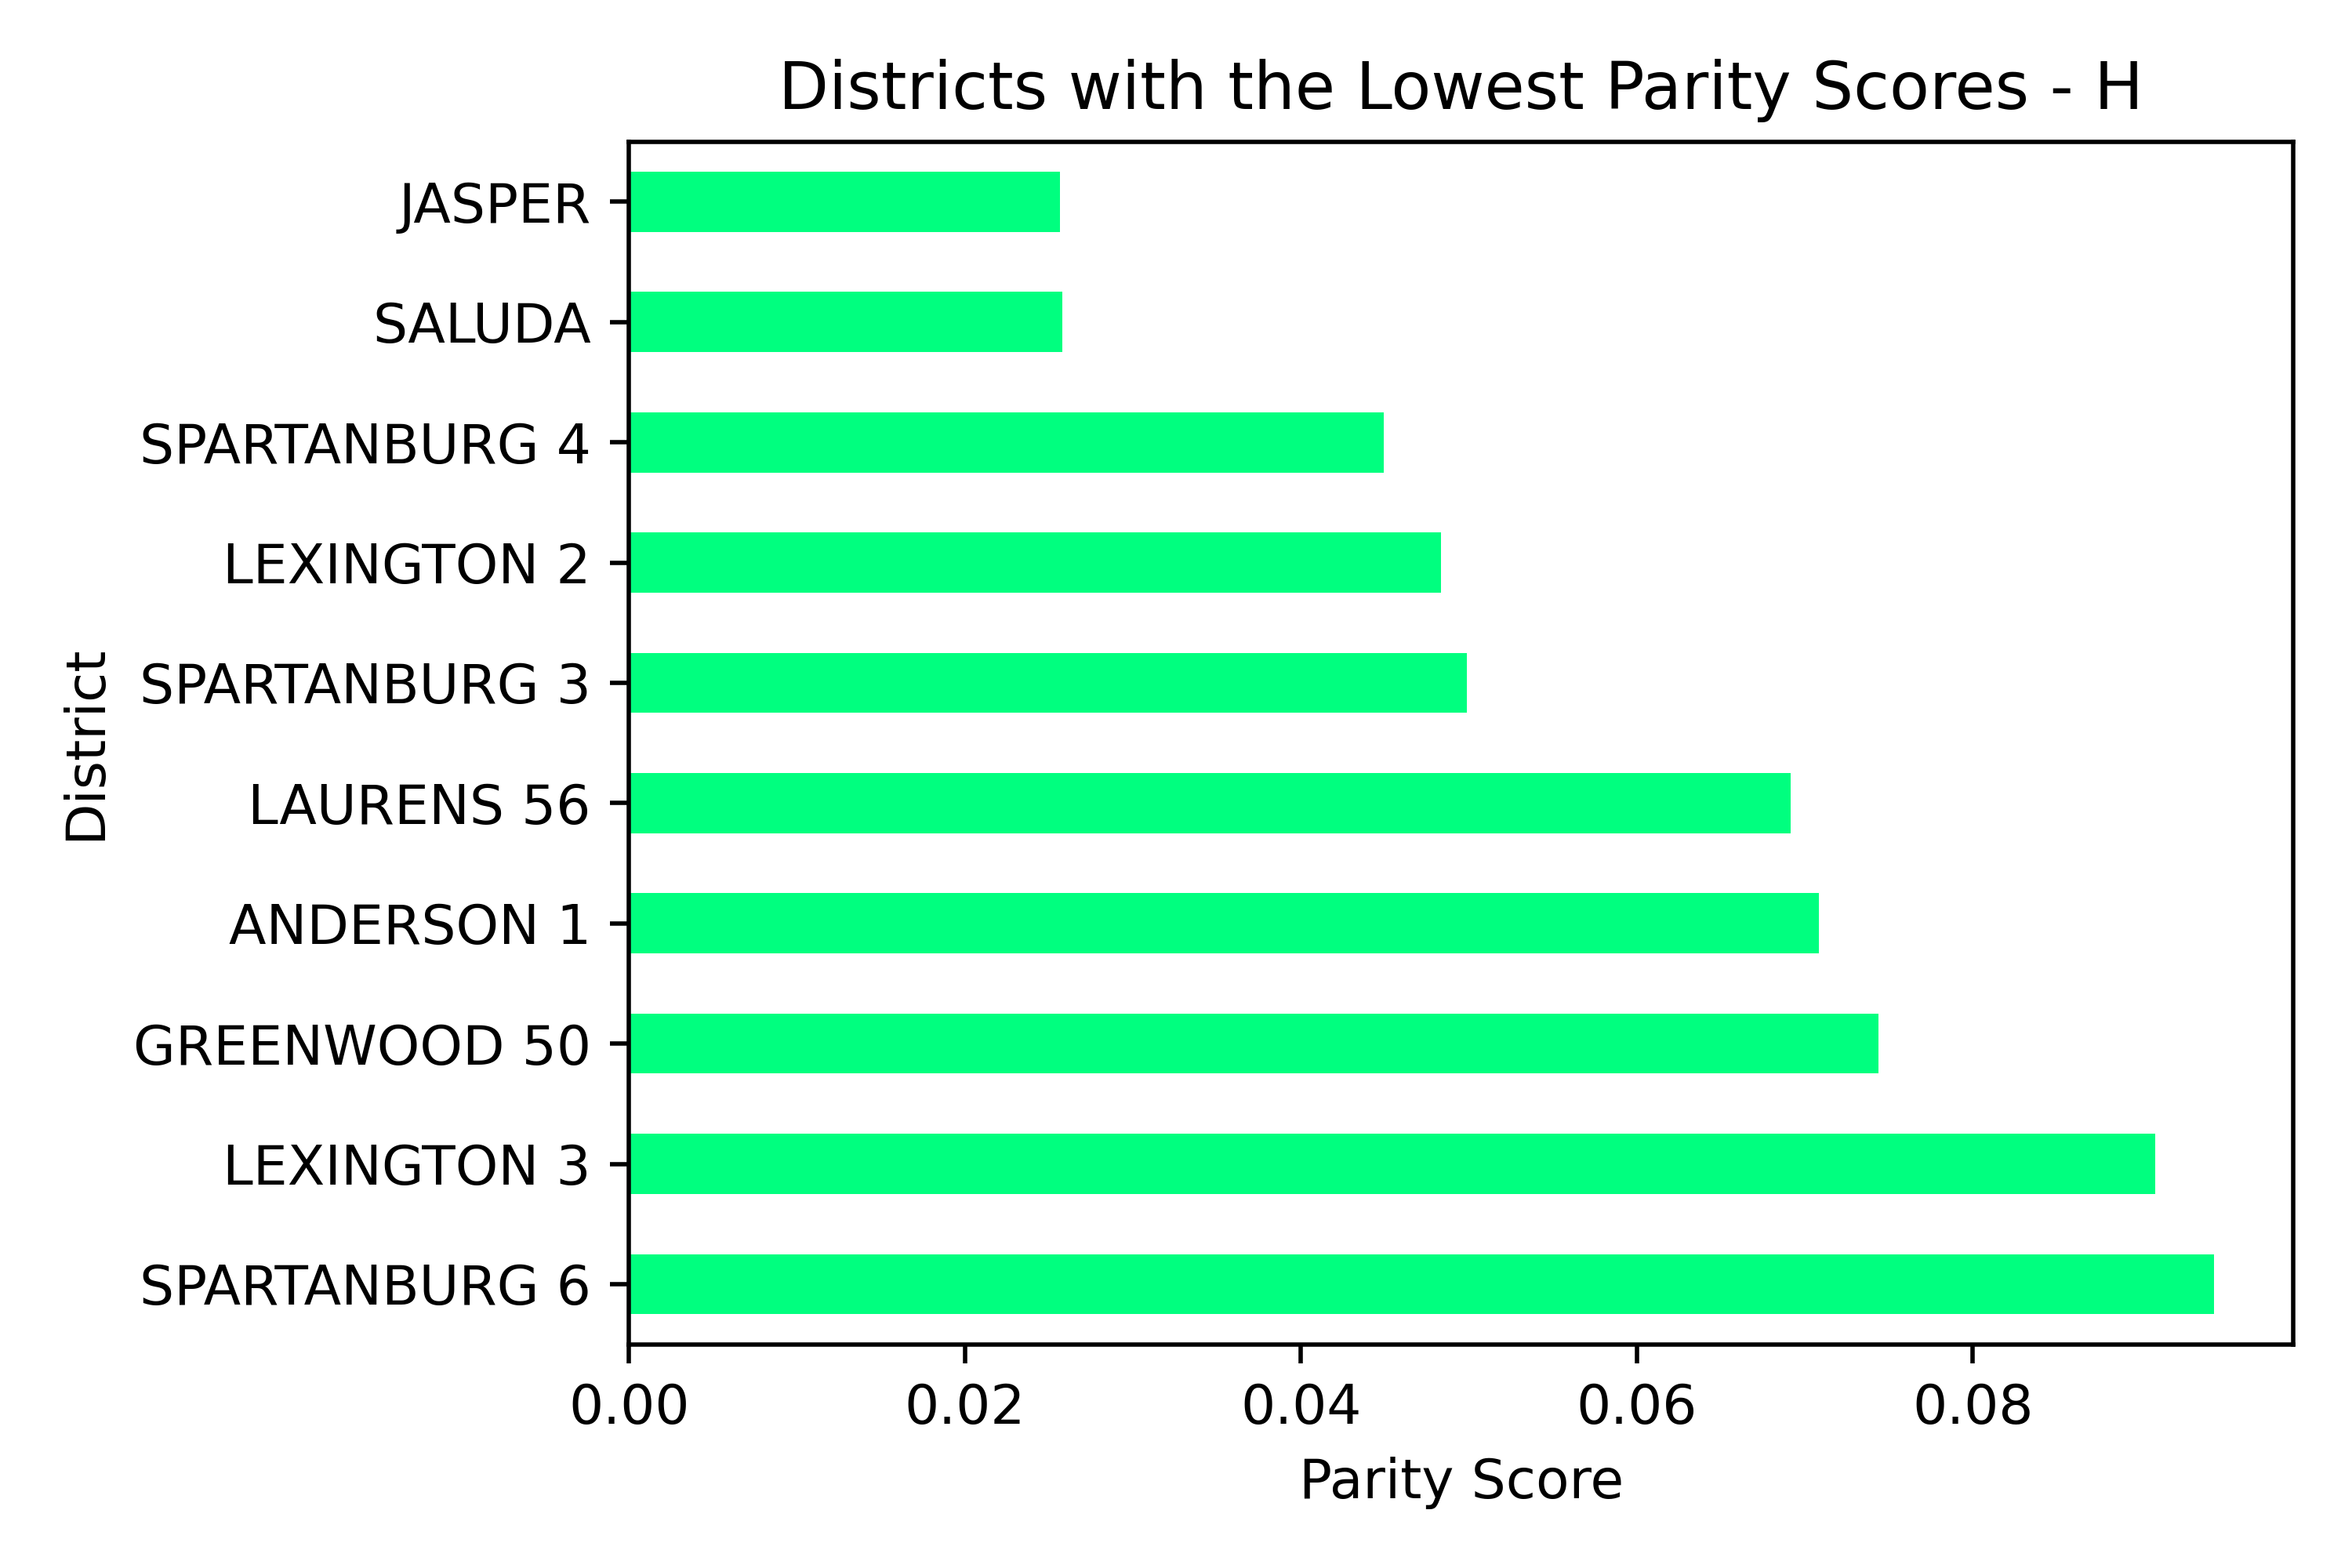 Districts with the Lowest Parity Scores - H
JASPER
SALUDA
SPARTANBURG 4
LEXINGTON 2
SPARTANBURG 3
LAURENS 56
ANDERSON 1
GREENWOOD 50
LEXINGTON 3
SPARTANBURG 6
District
0.00 0.02 0.04 0.06 0.08
Parity Score